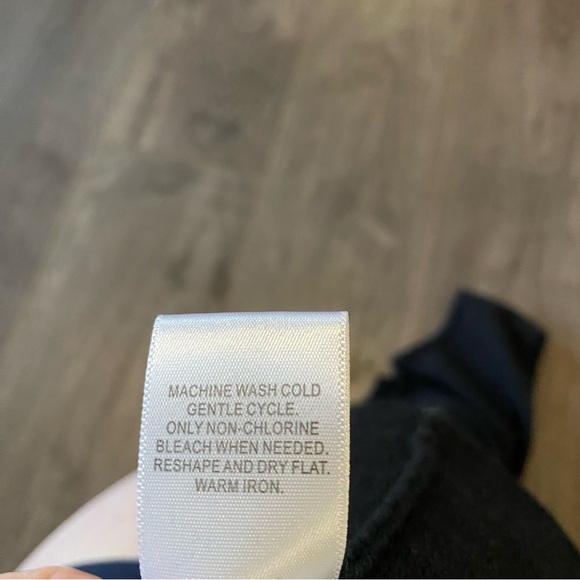 MACHINE WASH COLD
GENTLE CYCLE.
ONLY NON-CHLORINE
BLEACH WHEN NEEDED.
RESHAPE AND DRY FLAT.
WARM IRON.